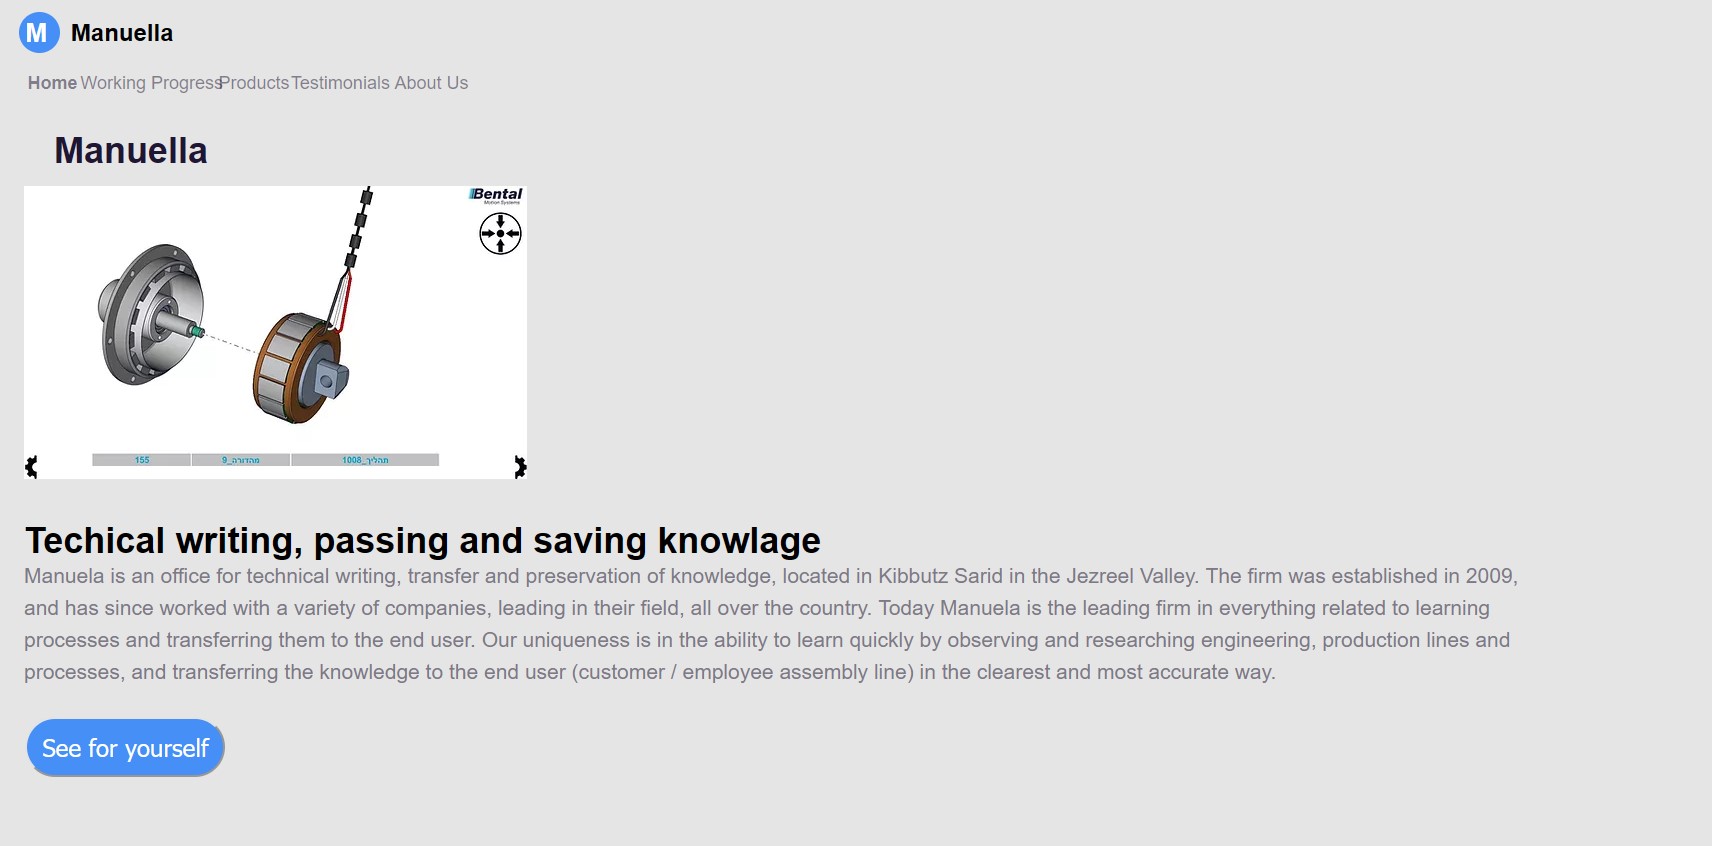 M Manuella
Home Working Progress Products Testimonials About Us
Manuella
Bental
Motion Systems
155 מהדורה_9 תהליך_1008
Techical writing, passing and saving knowlage
Manuela is an office for technical writing, transfer and preservation of knowledge, located in Kibbutz Sarid in the Jezreel Valley. The firm was established in 2009,
and has since worked with a variety of companies, leading in their field, all over the country. Today Manuela is the leading firm in everything related to learning
processes and transferring them to the end user. Our uniqueness is in the ability to learn quickly by observing and researching engineering, production lines and
processes, and transferring the knowledge to the end user (customer / employee assembly line) in the clearest and most accurate way.
See for yourself